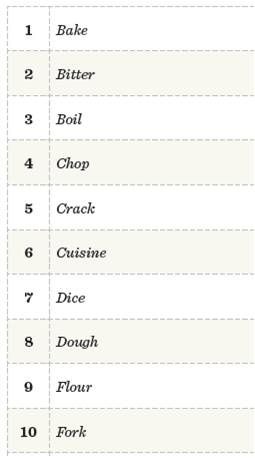 1 Bake
2 Bitter
3 Boil
4 Chop
5 Crack
6 Cuisine
7 Dice
8 Dough
9 Flour
10 Fork